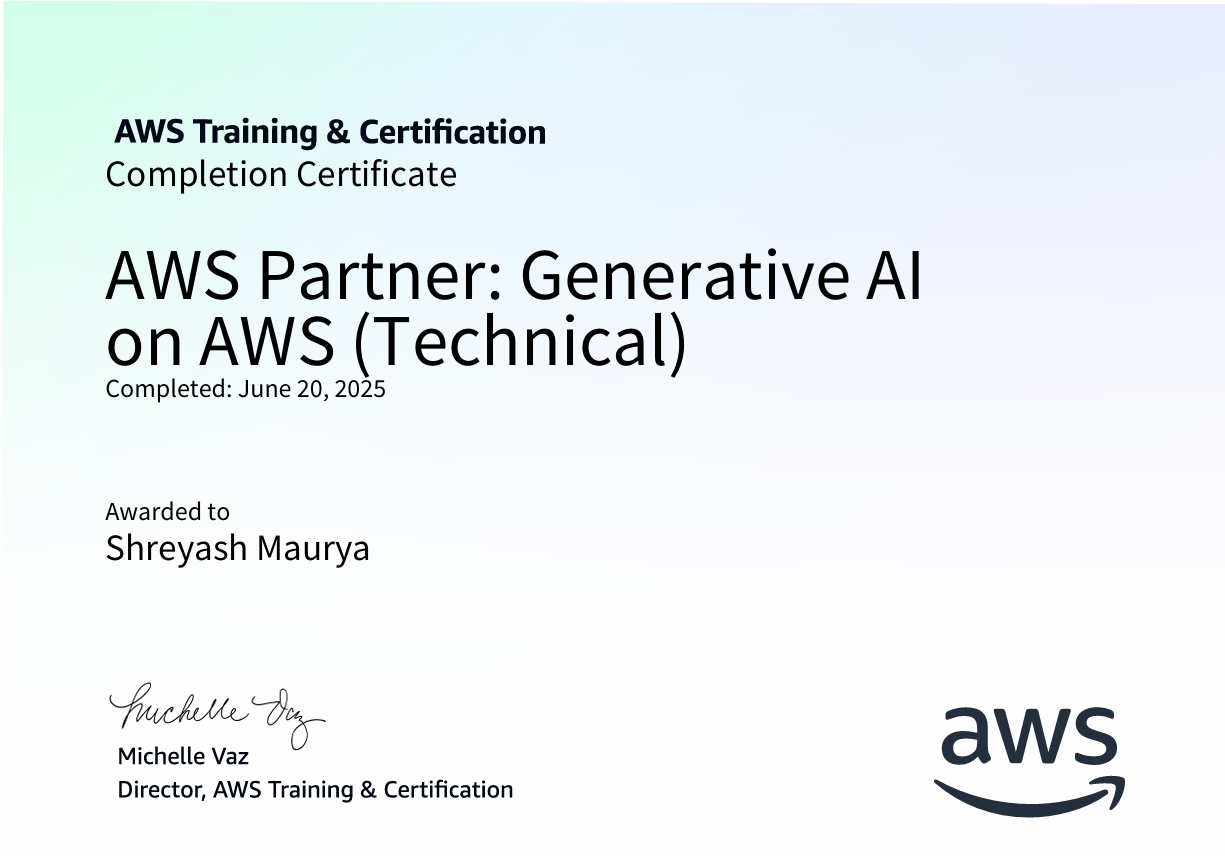 AWS Training & Certification
Completion Certificate
AWS Partner: Generative AI
on AWS (Technical)
Completed: June 20, 2025
Awarded to
Shreyash Maurya
Michelle Vaz
Michelle Vaz
Director, AWS Training & Certification
aws